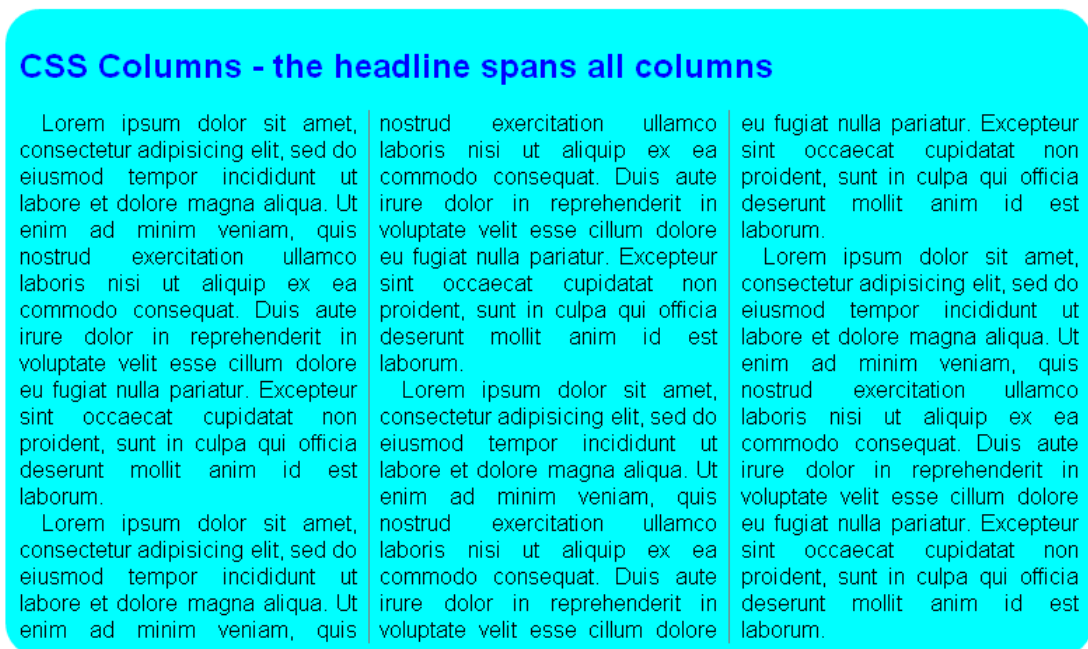 CSS Columns - the headline spans all columns
Lorem ipsum dolor sit amet,
consectetur adipisicing elit, sed do
eiusmod tempor incididunt ut
labore et dolore magna aliqua. Ut
enim ad minim veniam, quis
nostrud exercitation ullamco
laboris nisi ut aliquip ex ea
commodo consequat. Duis aute
irure dolor in reprehenderit in
voluptate velit esse cillum dolore
eu fugiat nulla pariatur. Excepteur
sint occaecat cupidatat non
proident, sunt in culpa qui officia
deserunt mollit anim id est
laborum.
Lorem ipsum dolor sit amet,
consectetur adipisicing elit, sed do
eiusmod tempor incididunt ut
labore et dolore magna aliqua. Ut
enim ad minim veniam, quis
nostrud exercitation ullamco
laboris nisi ut aliquip ex ea
commodo consequat. Duis aute
irure dolor in reprehenderit in
voluptate velit esse cillum dolore
eu fugiat nulla pariatur. Excepteur
sint occaecat cupidatat non
proident, sunt in culpa qui officia
deserunt mollit anim id est
laborum.
Lorem ipsum dolor sit amet,
consectetur adipisicing elit, sed do
eiusmod tempor incididunt ut
labore et dolore magna aliqua. Ut
enim ad minim veniam, quis
nostrud exercitation ullamco
laboris nisi ut aliquip ex ea
commodo consequat. Duis aute
irure dolor in reprehenderit in
voluptate velit esse cillum dolore
eu fugiat nulla pariatur. Excepteur
sint occaecat cupidatat non
proident, sunt in culpa qui officia
deserunt mollit anim id est
laborum.
Lorem ipsum dolor sit amet,
consectetur adipisicing elit, sed do
eiusmod tempor incididunt ut
labore et dolore magna aliqua. Ut
enim ad minim veniam, quis
nostrud exercitation ullamco
laboris nisi ut aliquip ex ea
commodo consequat. Duis aute
irure dolor in reprehenderit in
voluptate velit esse cillum dolore
eu fugiat nulla pariatur. Excepteur
sint occaecat cupidatat non
proident, sunt in culpa qui officia
deserunt mollit anim id est
laborum.